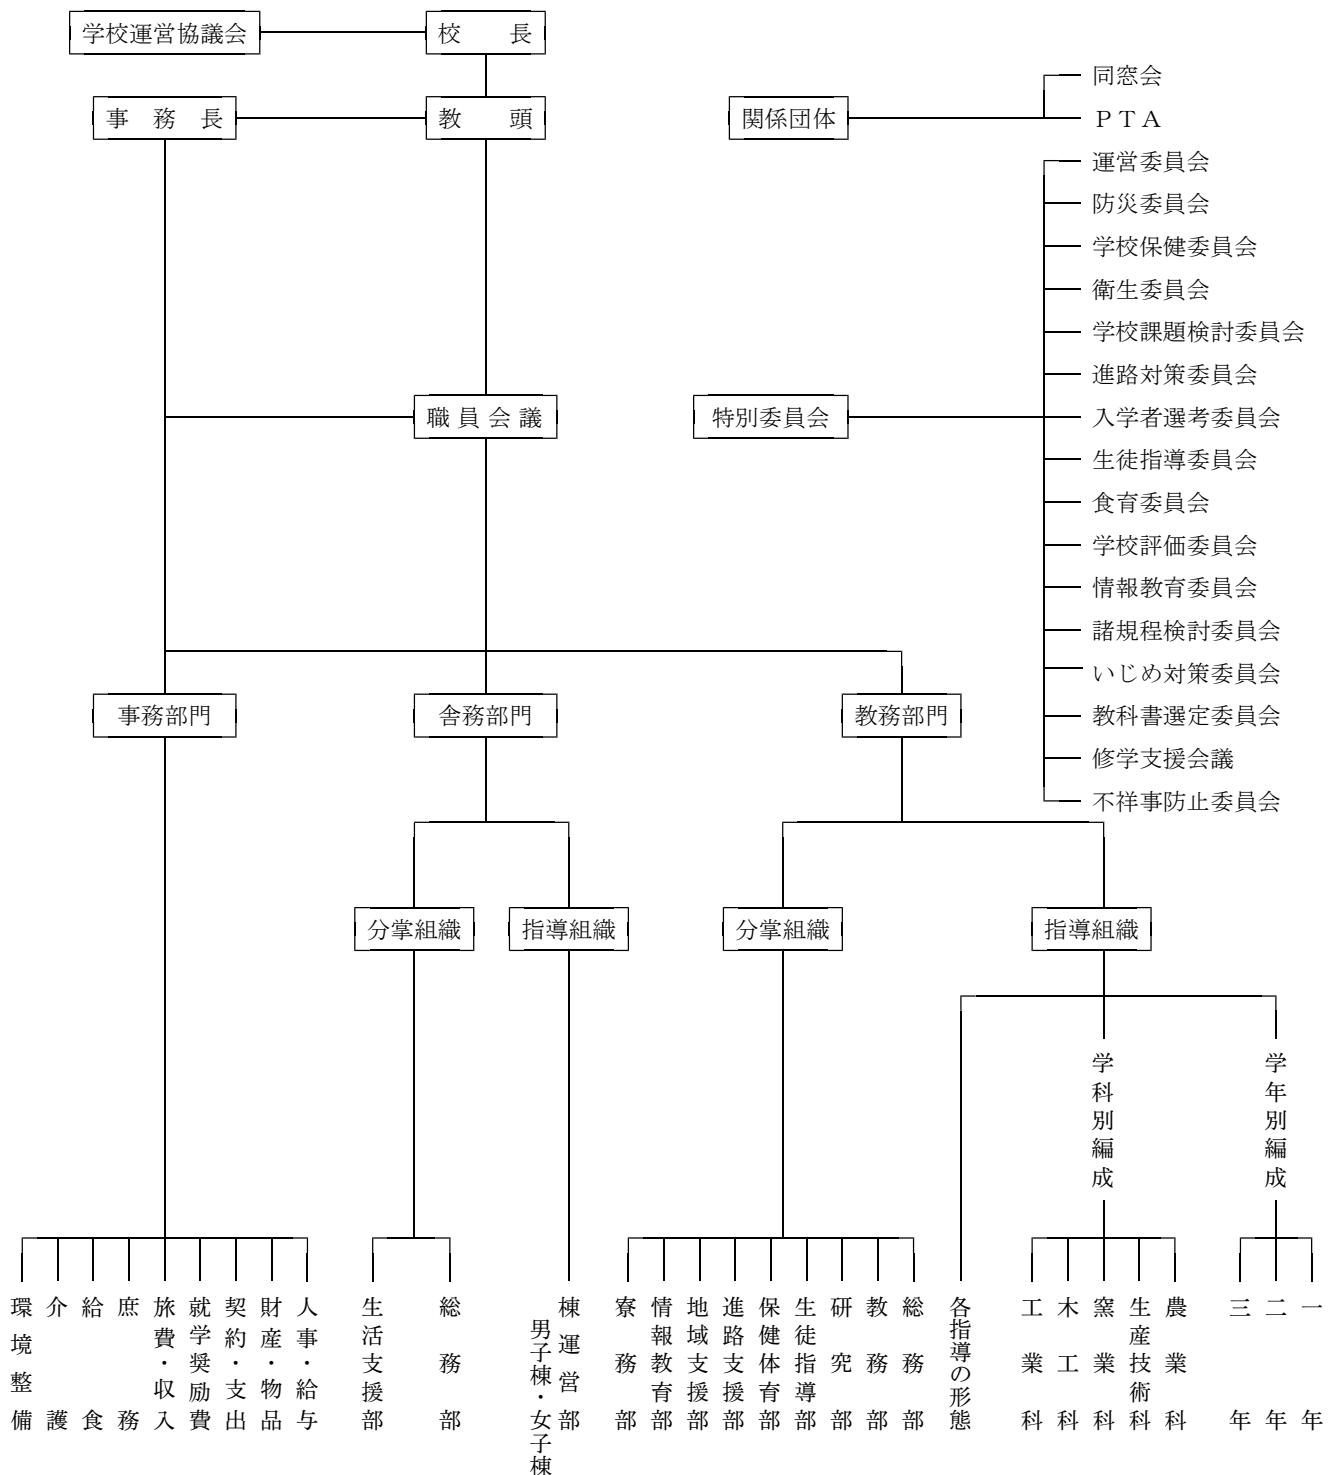 学校運営協議会
校　　長
事　務　長
教　　頭
関係団体
同窓会
ＰＴＡ
職員会議
特別委員会
運営委員会
防災委員会
学校保健委員会
衛生委員会
学校課題検討委員会
進路対策委員会
入学者選考委員会
生徒指導委員会
食育委員会
学校評価委員会
情報教育委員会
諸規程検討委員会
いじめ対策委員会
教科書選定委員会
修学支援会議
不祥事防止委員会
事務部門
舎務部門
教務部門
分掌組織
指導組織
分掌組織
指導組織
学科別編成
学年別編成
環境整備
介護
給食
庶務
旅費・収入
就学奨励費
契約・支出
財産・物品
人事・給与
生活支援部
総務部
棟運営部
男子棟・女子棟
寮務部
情報教育部
地域支援部
進路支援部
保健体育部
生徒指導部
研究部
教務部
総務部
各指導の形態
工業科
木工科
窯業科
生産技術科
農業科
三年
二年
一年